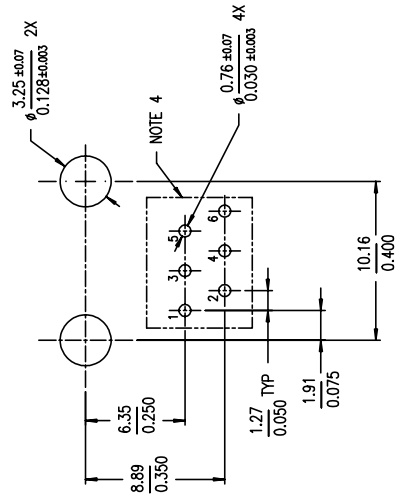 ø 3.25 ±0.07 2X
0.128±0.003
NOTE 4
ø 0.76 ±0.07 4X
0.030±0.003
6.35
0.250
8.89
0.350
1 3 5
2 4 6
1.27 TYP
0.050
1.91
0.075
10.16
0.400